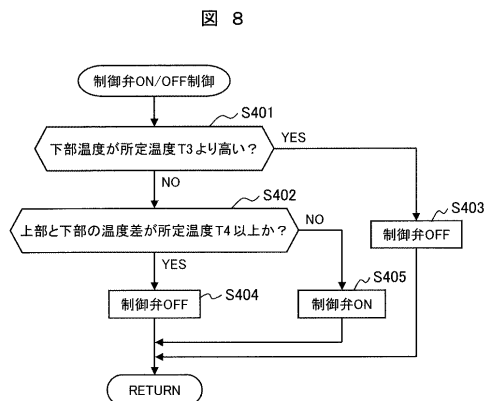 図 8
制御弁ON/OFF制御
S401
下部温度が所定温度T3より高い？
YES
NO
S402
上部と下部の温度差が所定温度T4以上か？
NO
S403
制御弁OFF
YES
S404
制御弁OFF
S405
制御弁ON
RETURN